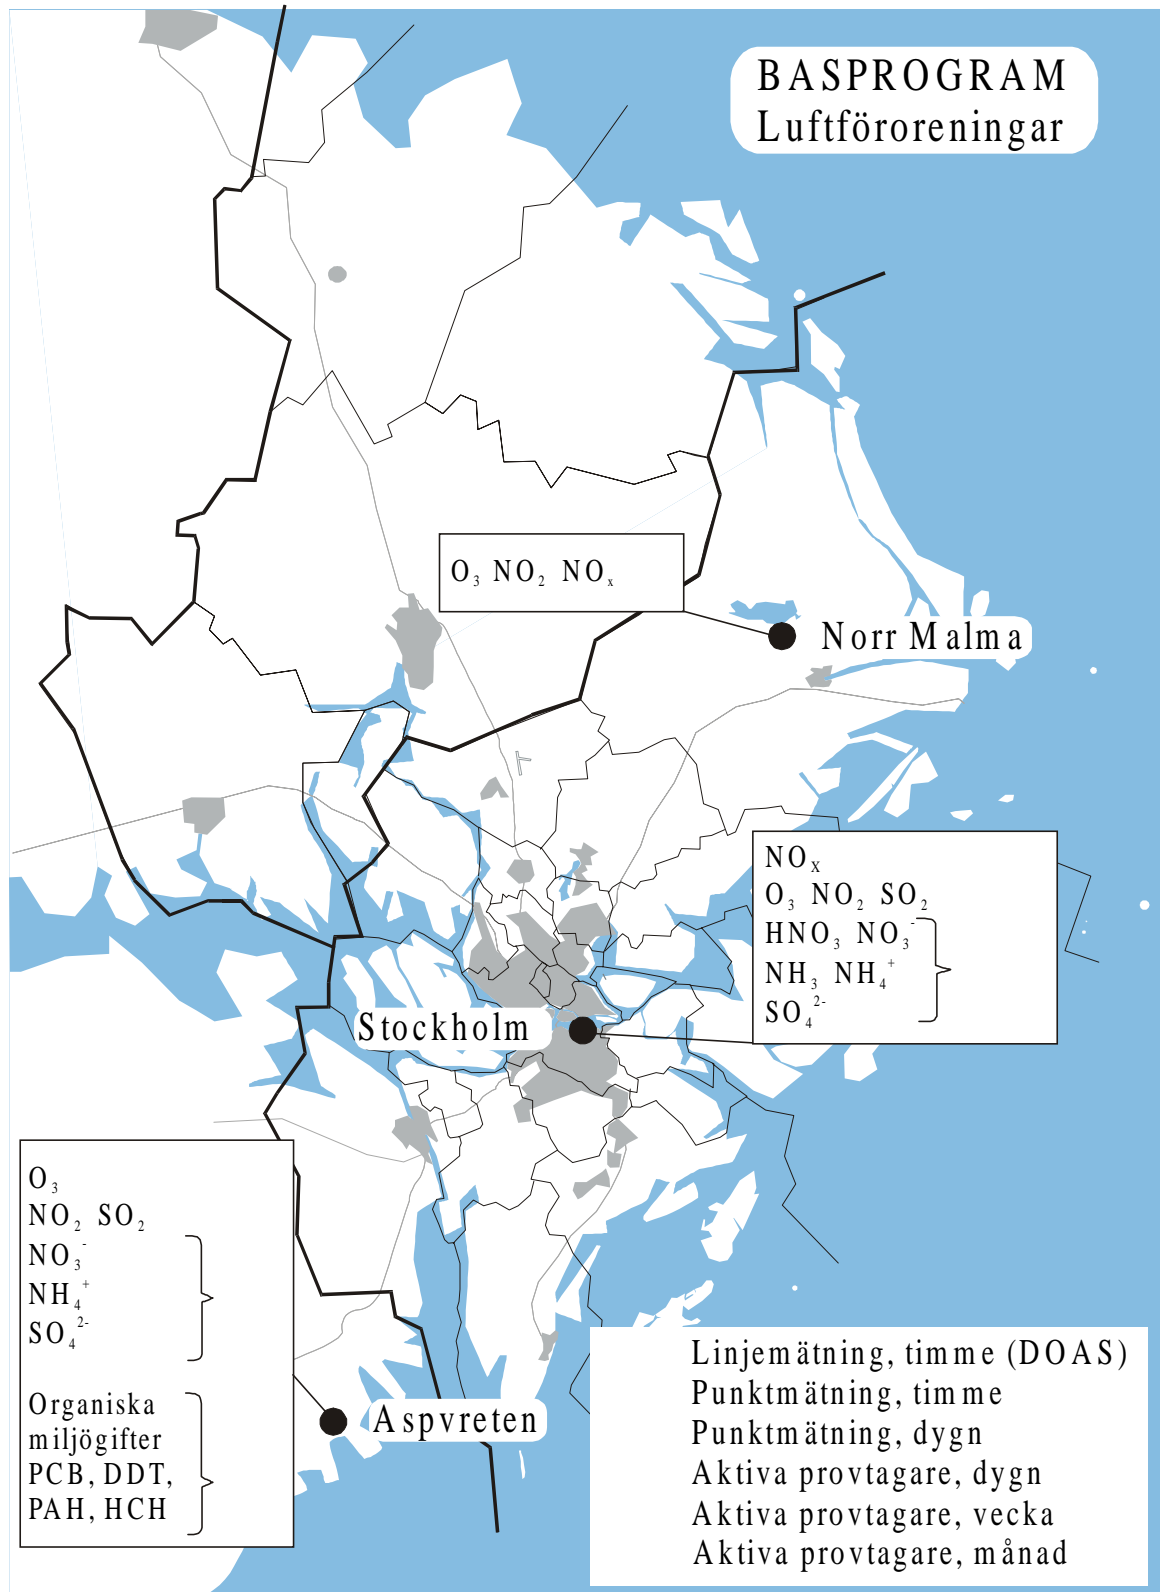 BASPROGRAM
Luftföroreningar
O₃ NO₂ NOₓ
Norr Malma
NOₓ
O₃ NO₂ SO₂
HNO₃ NO₃⁻
NH₃ NH₄⁺
SO₄²⁻
Stockholm
O₃
NO₂ SO₂
NO₃⁻
NH₄⁺
SO₄²⁻
Organiska
miljögifter
PCB, DDT,
PAH, HCH
Aspvreten
Linjemätning, timme (DOAS)
Punktmätning, timme
Punktmätning, dygn
Aktiva provtagare, dygn
Aktiva provtagare, vecka
Aktiva provtagare, månad